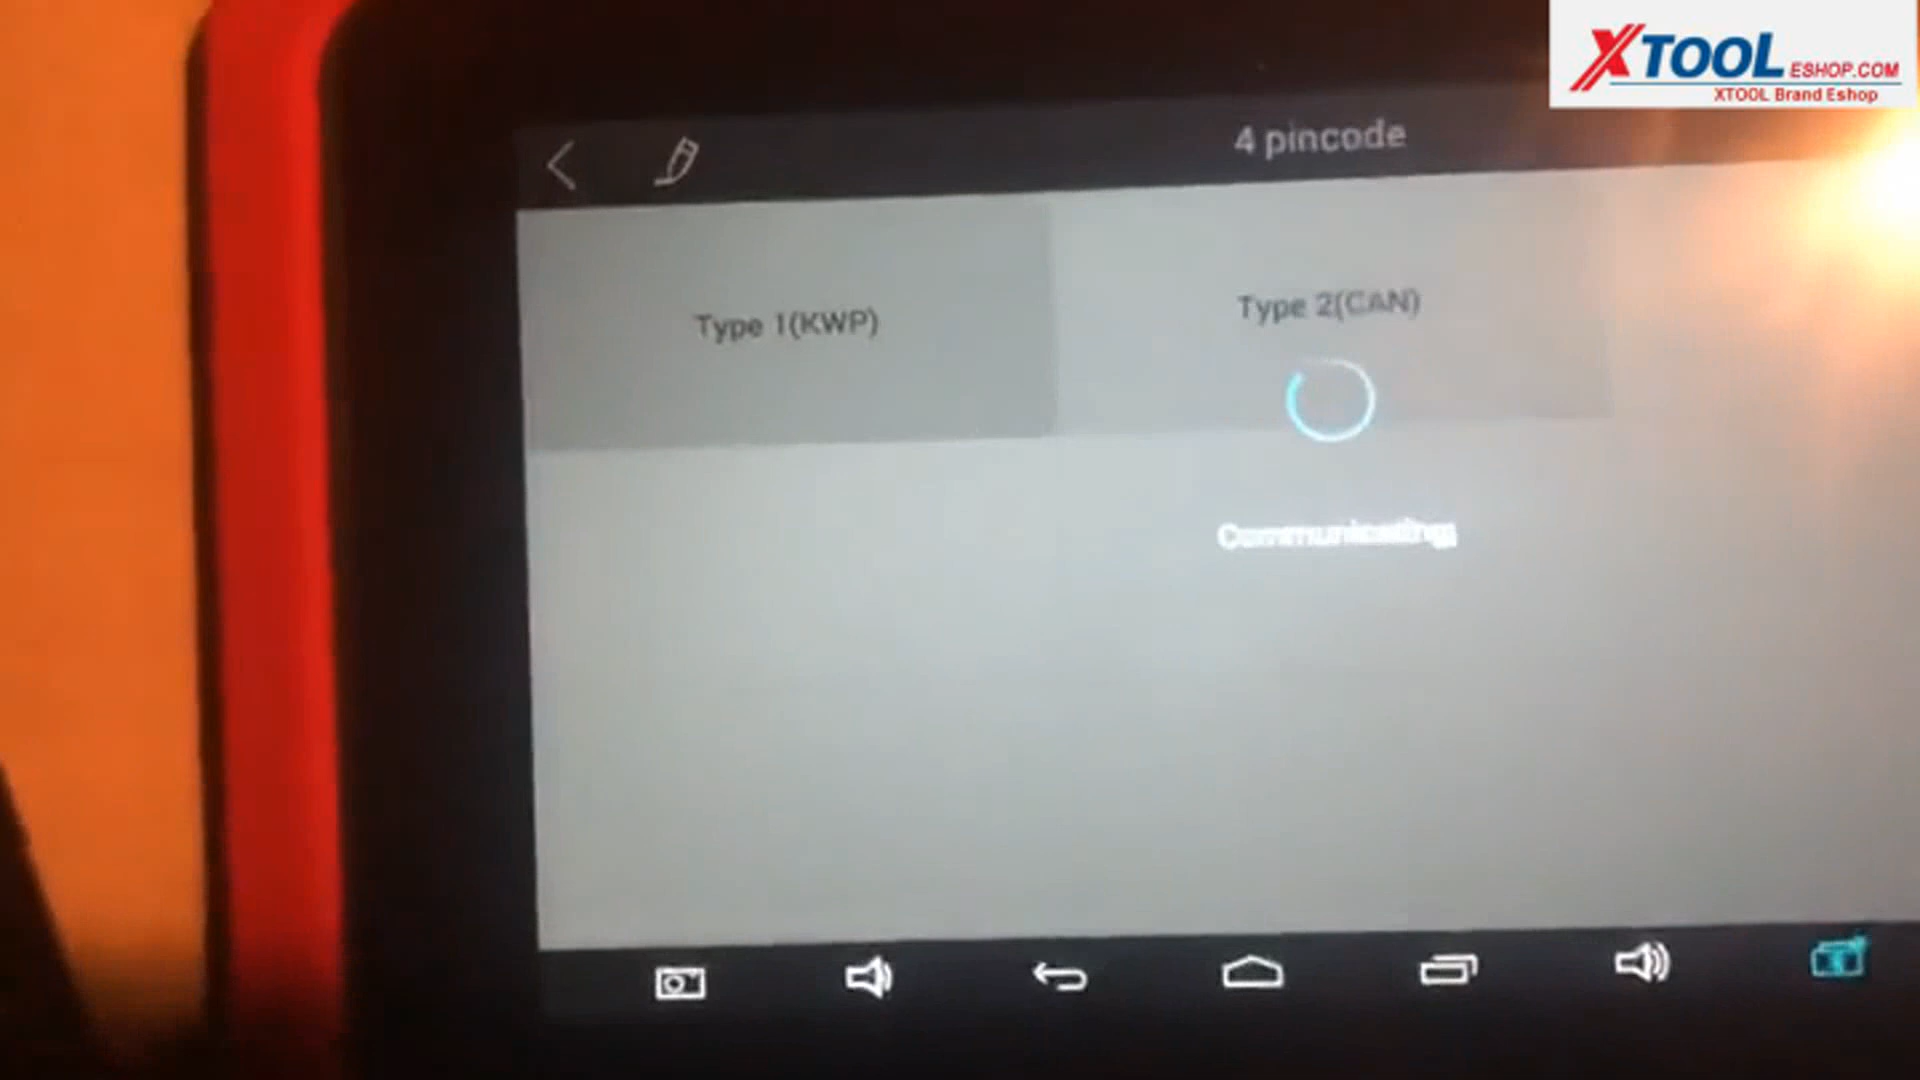 XTOOL ESHOP.COM
XTOOL Brand Eshop
4 pincode
Type 1(KWP)
Type 2(CAN)
Communicating